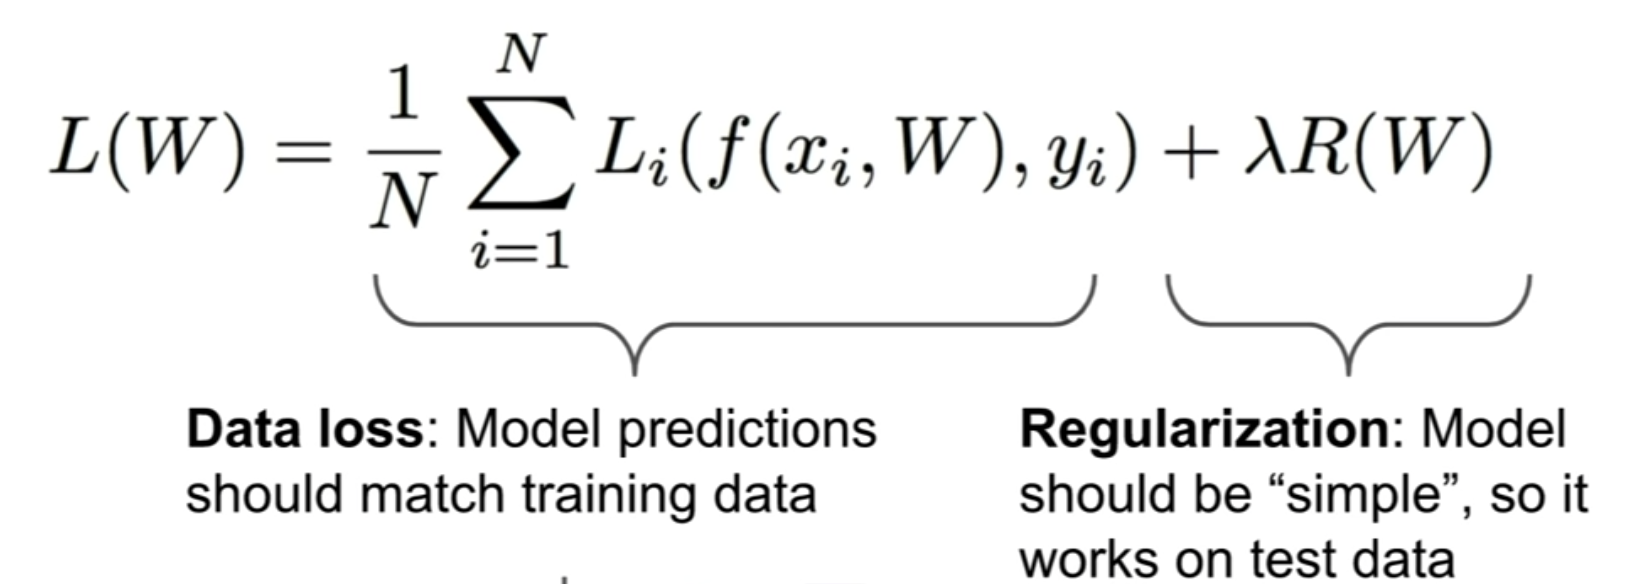 L(W) = \frac{1}{N} \sum_{i=1}^{N} L_i(f(x_i, W), y_i) + λR(W)
Data loss: Model predictions
should match training data
Regularization: Model
should be “simple”, so it
works on test data